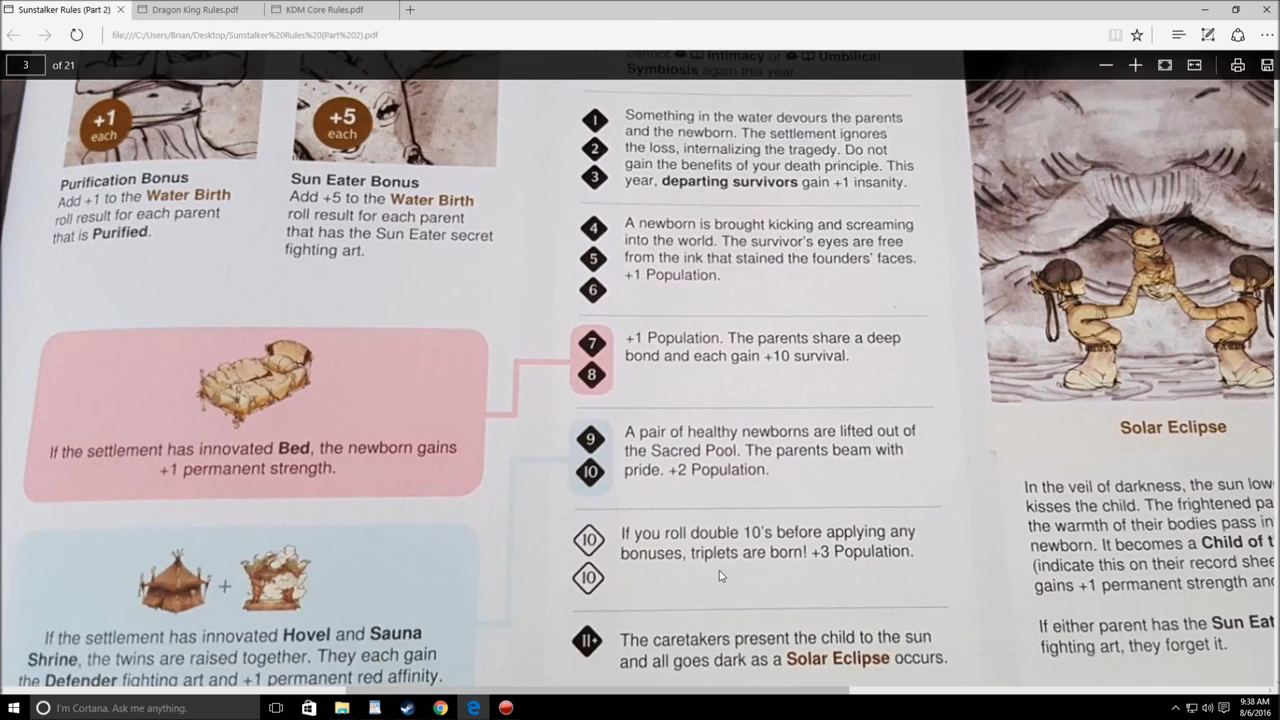 Sunstalker Rules (Part 2)
Dragon King Rules.pdf
KDM Core Rules.pdf
file:///C:/Users/Brian/Desktop/Sunstalker%20Rules%20(Part%202).pdf
3 of 21
+1
each
Purification Bonus
Add +1 to the Water Birth
roll result for each parent
that is Purified.
+5
each
Sun Eater Bonus
Add +5 to the Water Birth
roll result for each parent
that has the Sun Eater secret
fighting art.
If the settlement has innovated Bed, the newborn gains
+1 permanent strength.
+
If the settlement has innovated Hovel and Sauna
Shrine, the twins are raised together. They each gain
the Defender fighting art and +1 permanent red affinity.
cannot Intimacy or Umbilical
Symbiosis again this year
1
2
3
Something in the water devours the parents
and the newborn. The settlement ignores
the loss, internalizing the tragedy. Do not
gain the benefits of your death principle. This
year, departing survivors gain +1 insanity.
4
5
6
A newborn is brought kicking and screaming
into the world. The survivor's eyes are free
from the ink that stained the founders' faces.
+1 Population.
7
8
+1 Population. The parents share a deep
bond and each gain +10 survival.
9
10
A pair of healthy newborns are lifted out of
the Sacred Pool. The parents beam with
pride. +2 Population.
10
10
If you roll double 10's before applying any
bonuses, triplets are born! +3 Population.
11+
The caretakers present the child to the sun
and all goes dark as a Solar Eclipse occurs.
Solar Eclipse
In the veil of darkness, the sun low
kisses the child. The frightened pa
the warmth of their bodies pass in
newborn. It becomes a Child of t
(indicate this on their record shee
gains +1 permanent strength an
If either parent has the Sun Eat
fighting art, they forget it.
I'm Cortana. Ask me anything.
9:38 AM
8/6/2016